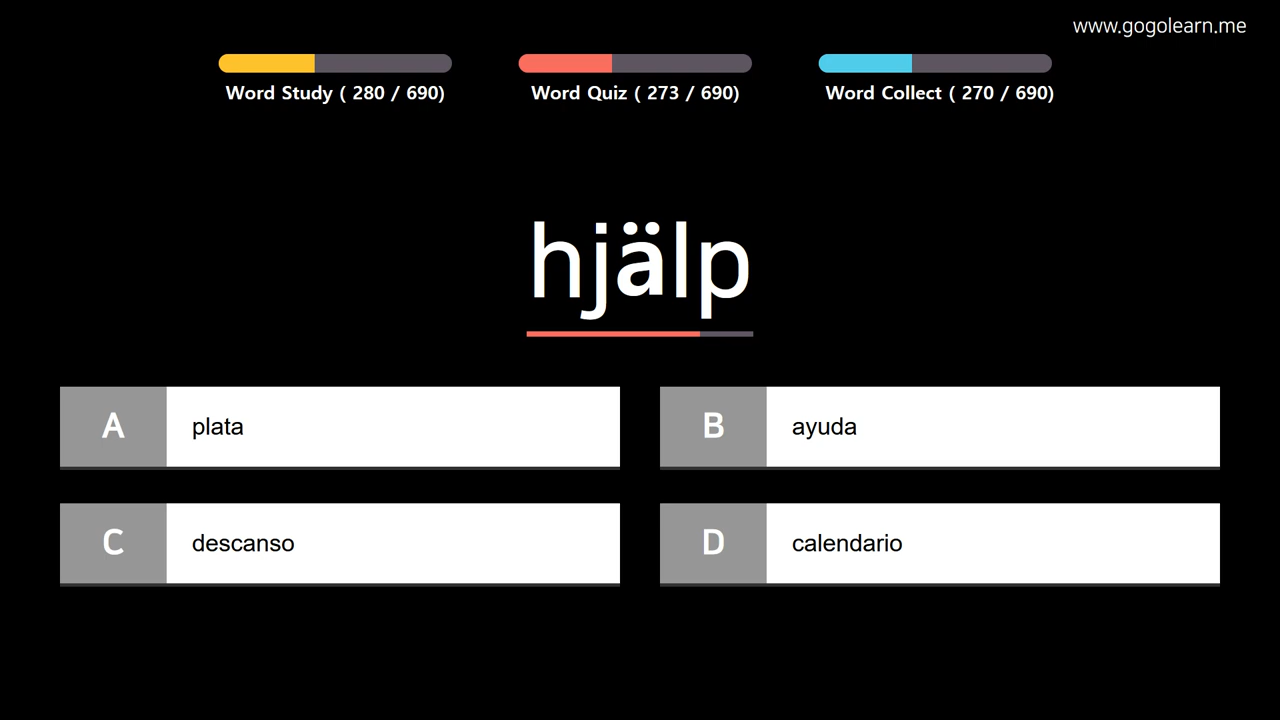 www.gogolearn.me
Word Study ( 280 / 690)
Word Quiz ( 273 / 690)
Word Collect ( 270 / 690)
hjälp
A plata
B ayuda
C descanso
D calendario